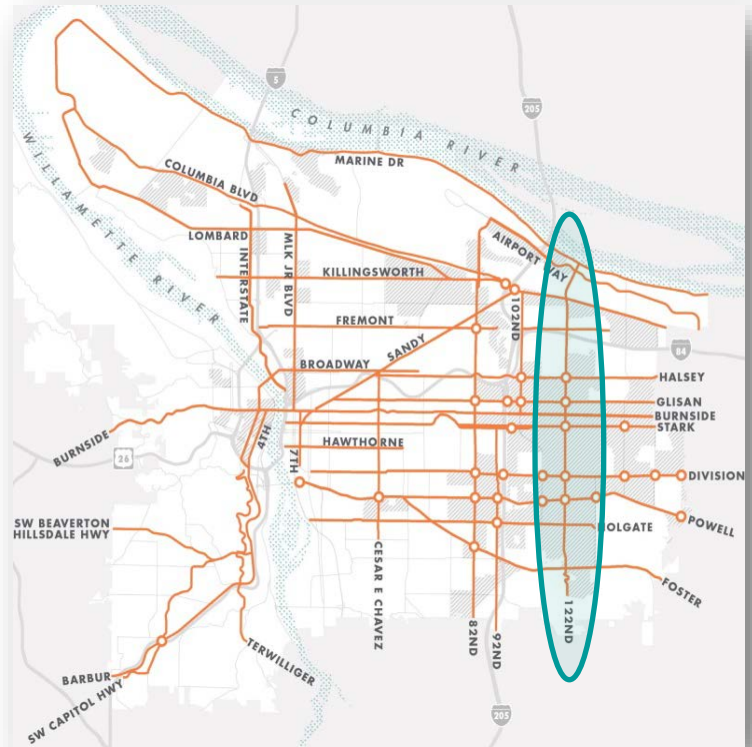 5
205
COLUMBIA RIVER
WILLAMETTE RIVER
MARINE DR
COLUMBIA BLVD
LOMBARD
INTERSTATE
MLK JR BLVD
AIRPORT WAY
KILLINGSWORTH
102ND
FREMONT
SANDY
84
BROADWAY
HALSEY
GLISAN
BURNSIDE
STARK
BURNSIDE
4TH
HAWTHORNE
26
7TH
DIVISION
POWELL
SW BEAVERTON
HILLSDALE HWY
HOLGATE
CESAR E CHAVEZ
FOSTER
82ND
92ND
122ND
TERWILLIGER
BARBUR
SW CAPITOL HWY
205